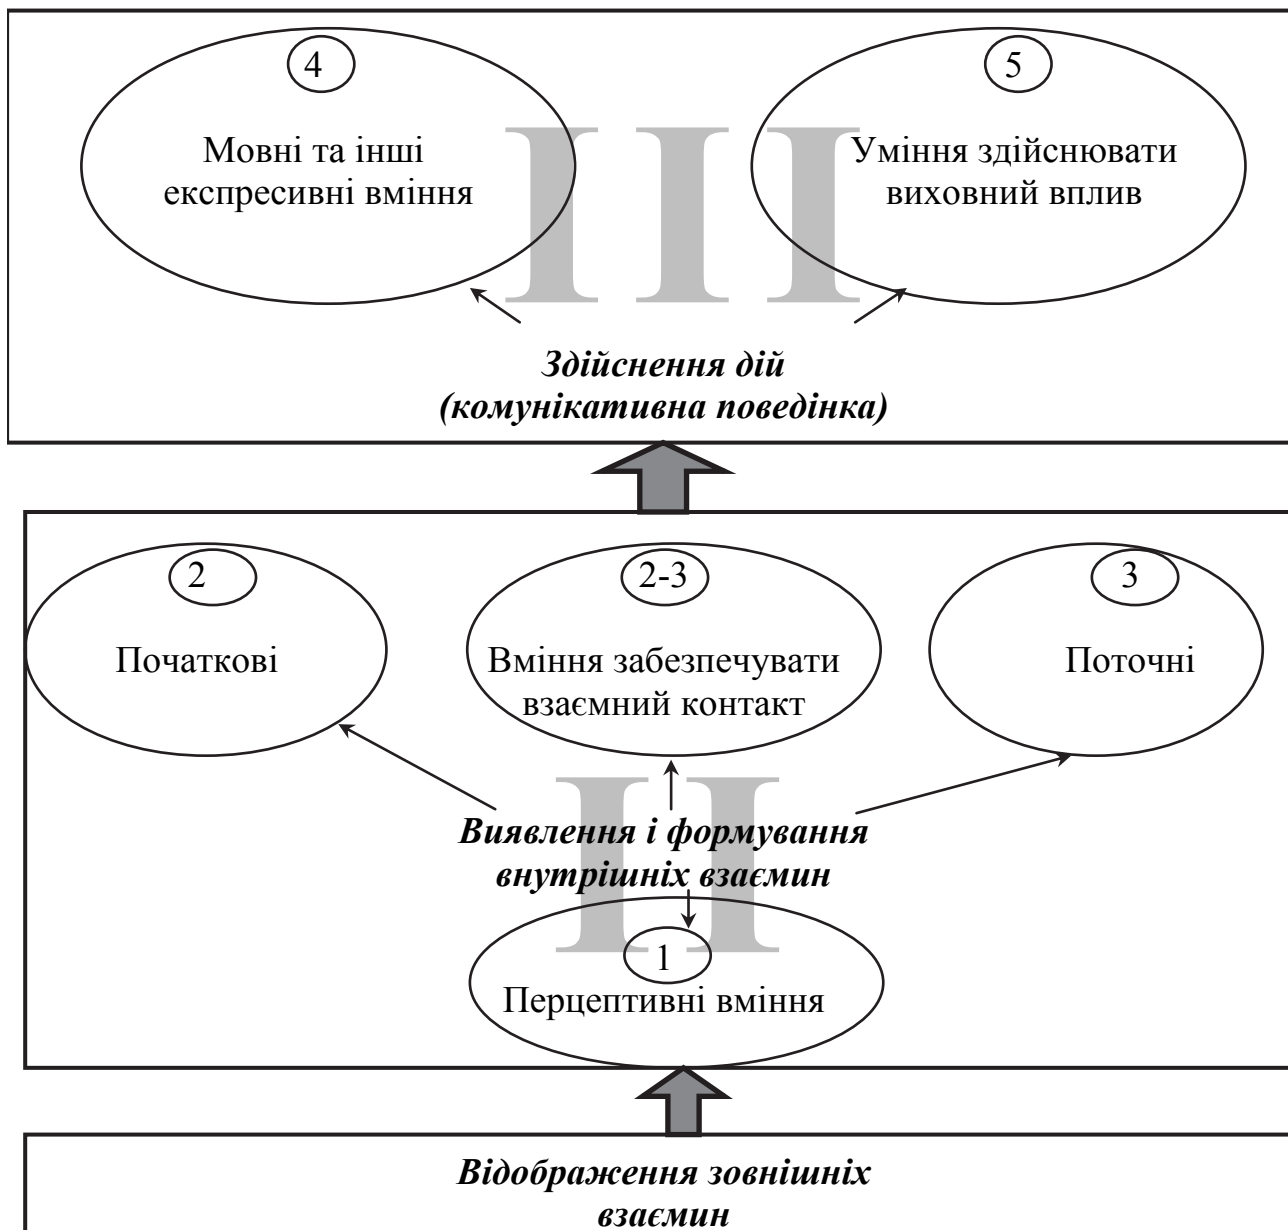 4
5
Мовні та інші
експресивні вміння
Уміння здійснювати
виховний вплив
III
Здійснення дій
(комунікативна поведінка)
2
2-3
3
Початкові
Вміння забезпечувати
взаємний контакт
Поточні
II
Виявлення і формування
внутрішніх взаємин
1
Перцептивні вміння
Відображення зовнішніх
взаємин